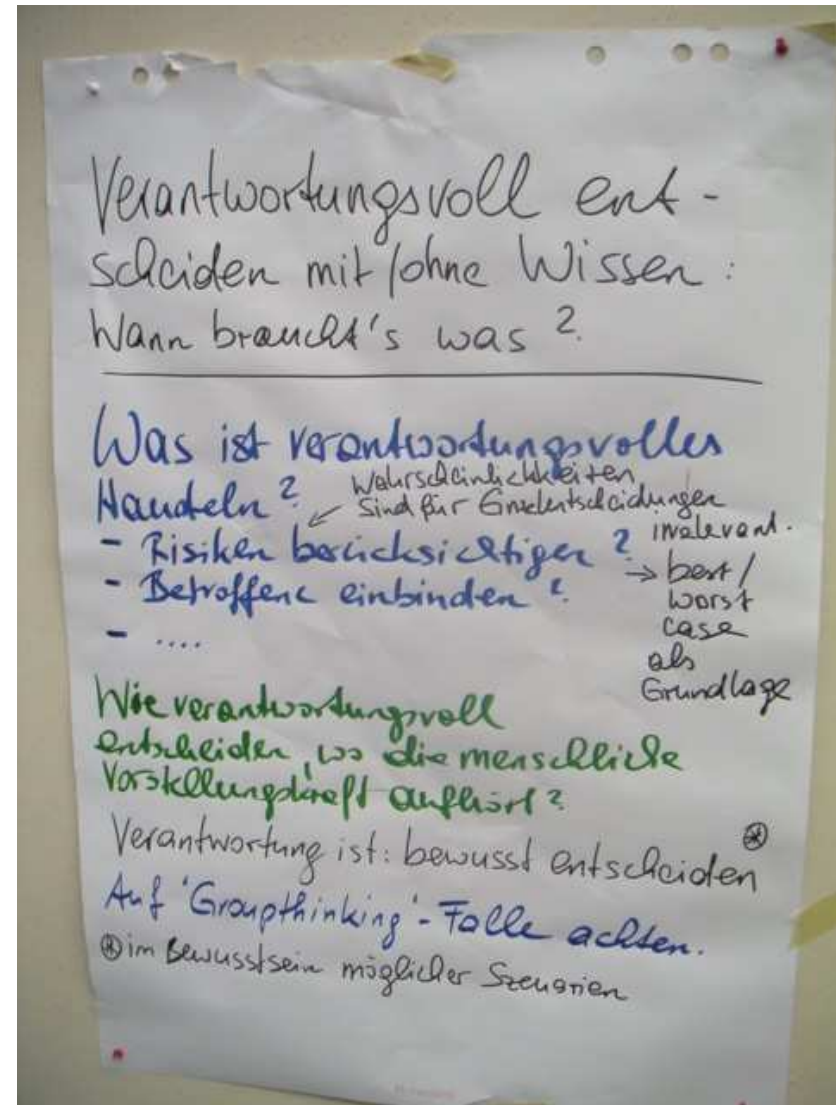 Verantwortungsvoll ent-
scheiden mit/ohne Wissen:
Wann braucht's was?
Was ist verantwortungsvolles
Handeln?
Wahrscheinlichkeiten
sind für Einzelentscheidungen
irrelevant.
- Risiken berücksichtigen?
- Betroffene einbinden?
- ....
→ best/
worst
case
als
Grundlage
Wie verantwortungsvoll
entscheiden, wo die menschliche
Vorstellungskraft aufhört?
Verantwortung ist: bewusst entscheiden ⊛
Auf 'Groupthinking'-Falle achten.
⊛ im Bewusstsein möglicher Szenarien